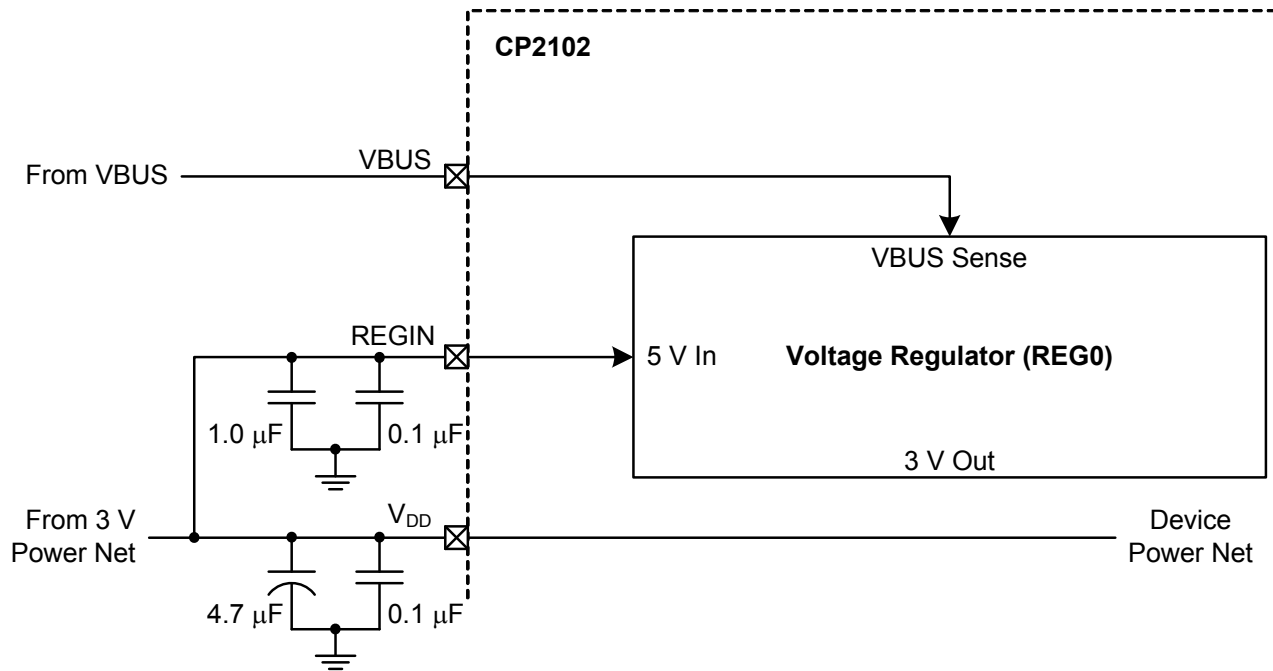 CP2102
VBUS
From VBUS
VBUS Sense
REGIN
5 V In
Voltage Regulator (REG0)
1.0 μF
0.1 μF
3 V Out
From 3 V
Power Net
VDD
Device
Power Net
4.7 μF
0.1 μF